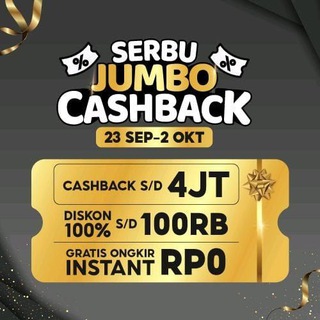 SERBU
JUMBO
CASHBACK
23 SEP-2 OKT
CASHBACK S/D 4JT
DISKON 100% S/D 100RB
GRATIS ONGKIR INSTANT RP0